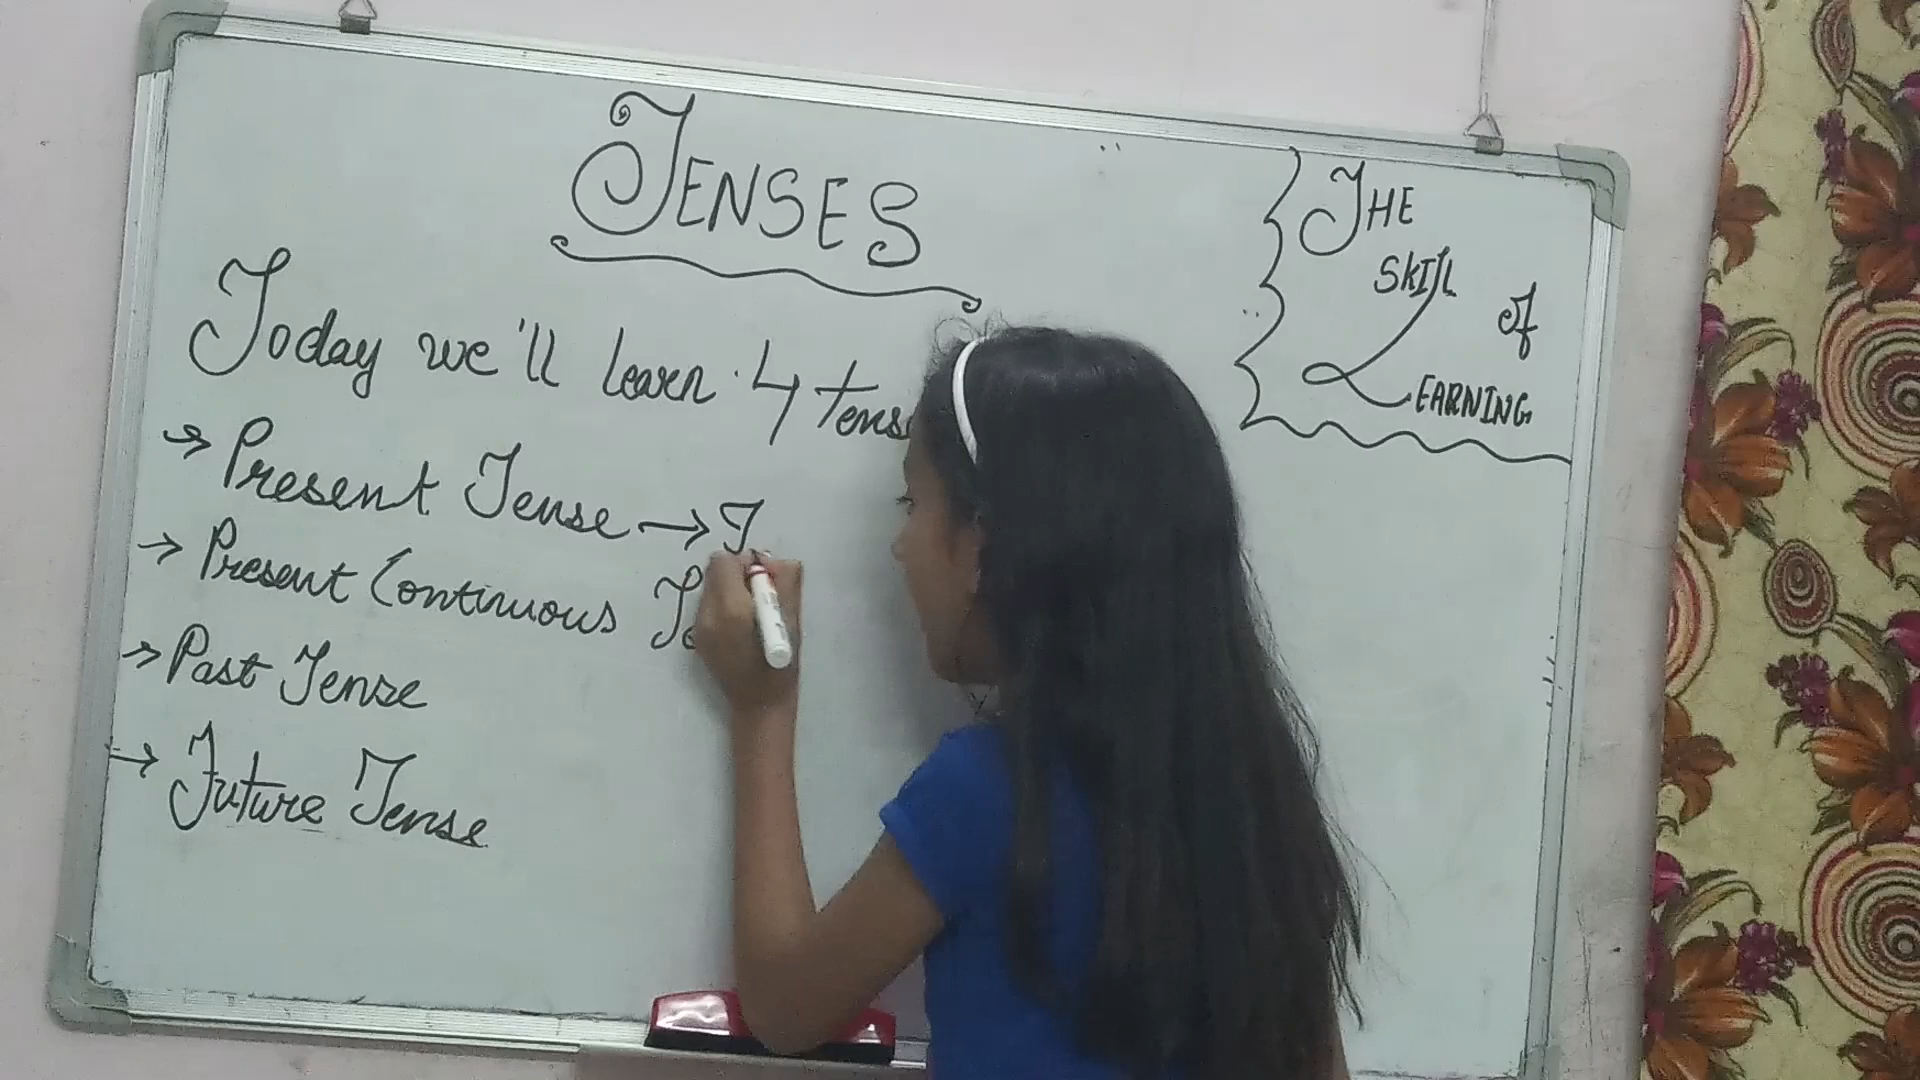 TENSES
THE
SKILL
of
LEARNING
Today we'll learn 4 tens
→ Present Tense → I
→ Present Continuous Te
→ Past Tense
→ Future Tense